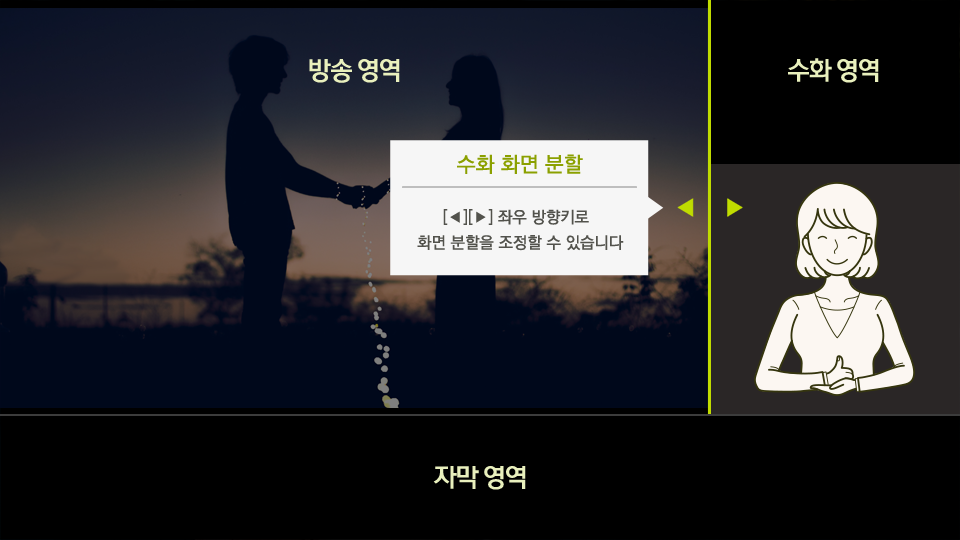 방송 영역
수화 영역
수화 화면 분할
[◀][▶] 좌우 방향키로
화면 분할을 조정할 수 있습니다
자막 영역